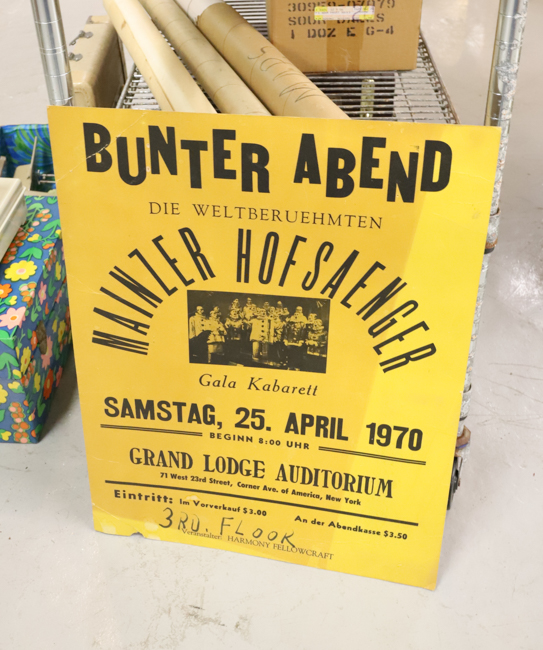 SOUR
1 DOZ E G-4
BUNTER ABEND
DIE WELTBERUEHMTEN
MAINZER HOFSAENGER
Gala Kabarett
SAMSTAG, 25. APRIL 1970
BEGINN 8:00 UHR
GRAND LODGE AUDITORIUM
71 West 23rd Street, Corner Ave. of America, New York
Eintritt: Im Vorverkauf $3.00 An der Abendkasse $3.50
3RD. FLOOR
Veranstalter: HARMONY FELLOWCRAFT